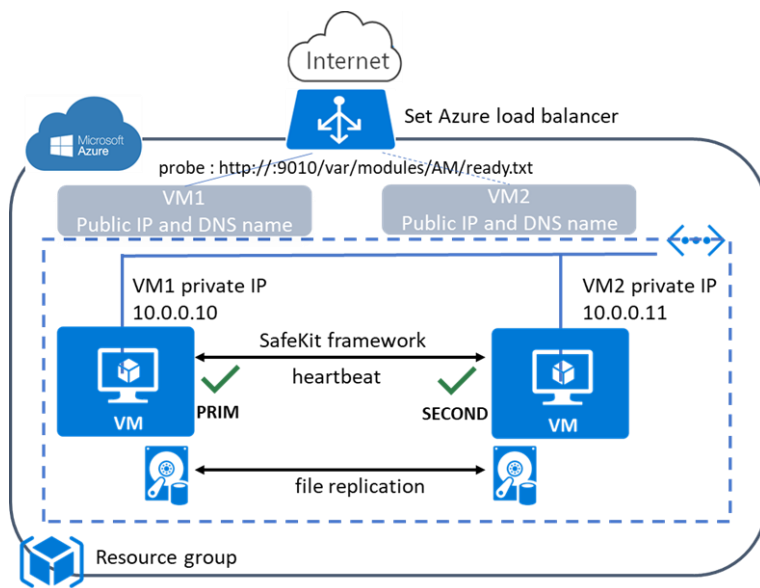 Internet
Set Azure load balancer
Microsoft
Azure
probe : http://:9010/var/modules/AM/ready.txt
VM1
Public IP and DNS name
VM2
Public IP and DNS name
VM1 private IP
10.0.0.10
VM2 private IP
10.0.0.11
SafeKit framework
heartbeat
VM
PRIM
SECOND
VM
file replication
Resource group